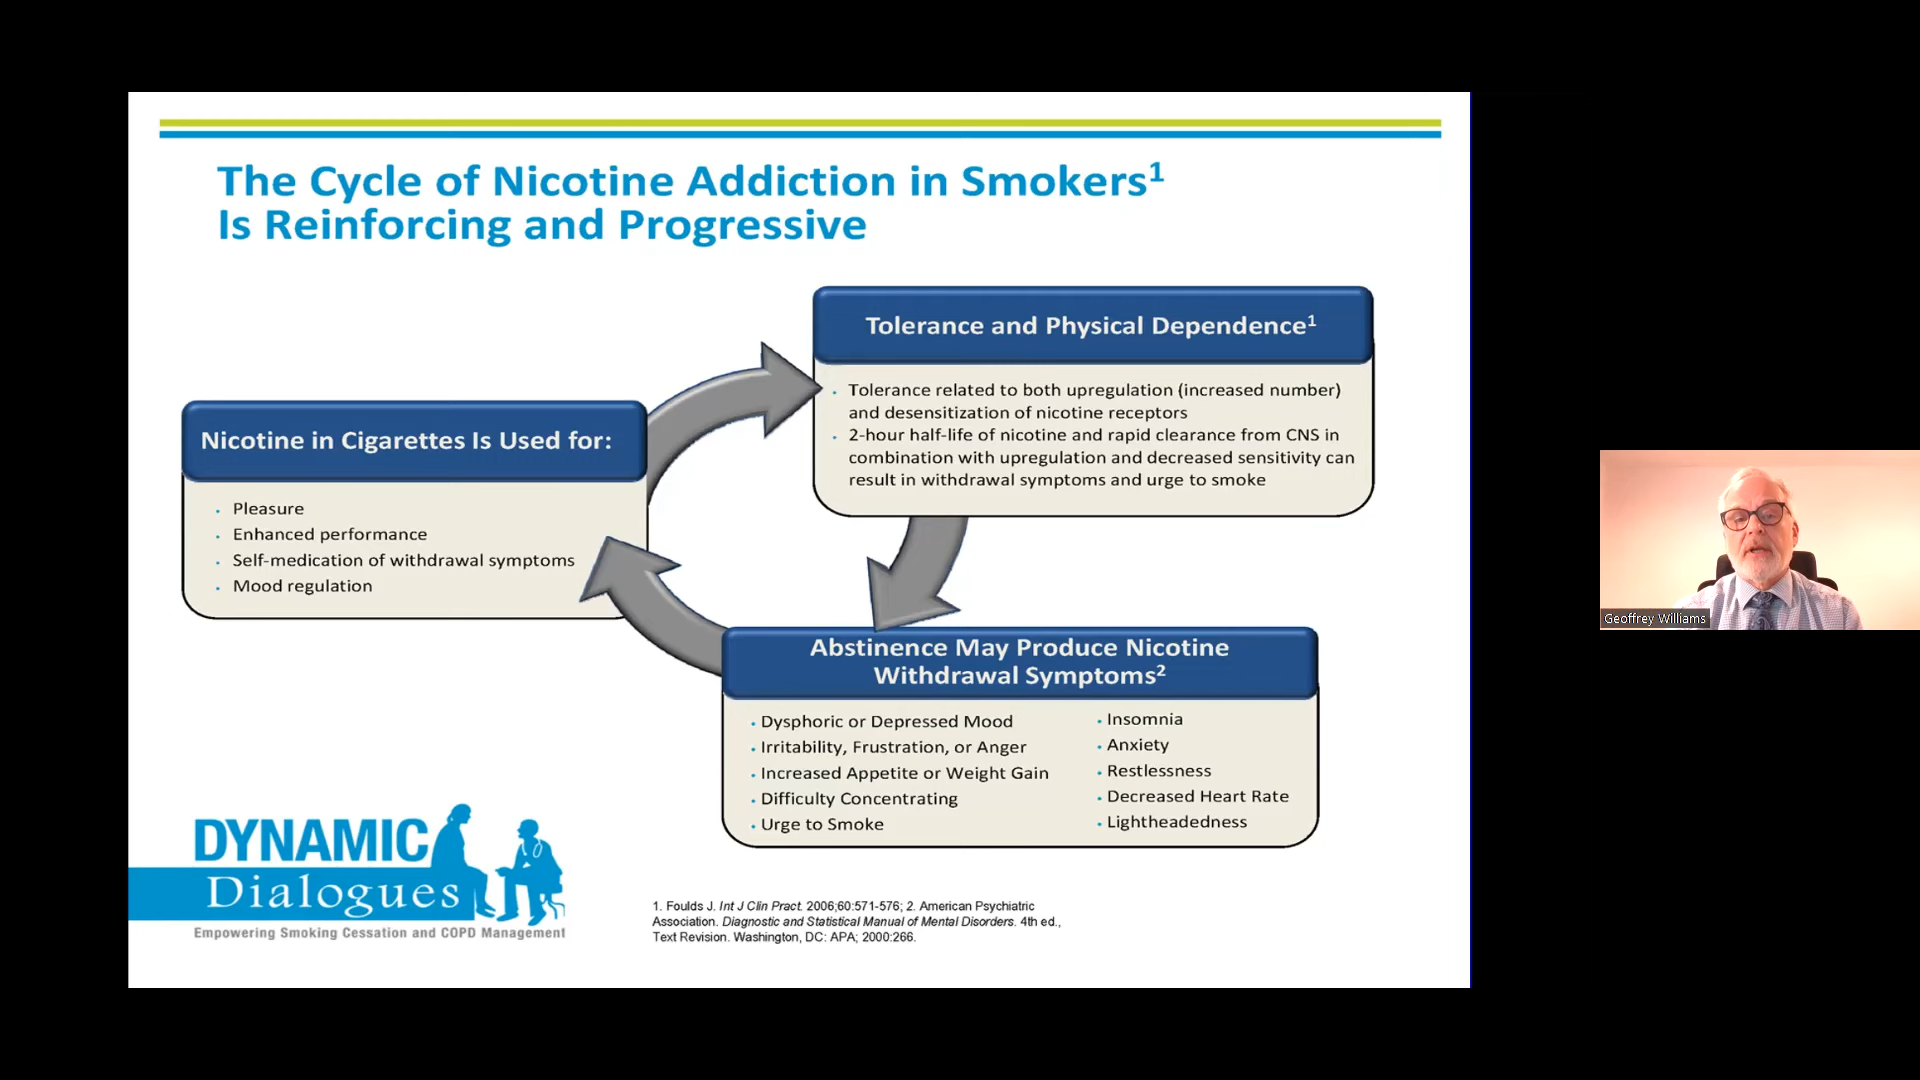 The Cycle of Nicotine Addiction in Smokers¹
Is Reinforcing and Progressive
Nicotine in Cigarettes Is Used for:
• Pleasure
• Enhanced performance
• Self-medication of withdrawal symptoms
• Mood regulation
Tolerance and Physical Dependence¹
• Tolerance related to both upregulation (increased number)
and desensitization of nicotine receptors
• 2-hour half-life of nicotine and rapid clearance from CNS in
combination with upregulation and decreased sensitivity can
result in withdrawal symptoms and urge to smoke
Abstinence May Produce Nicotine
Withdrawal Symptoms²
• Dysphoric or Depressed Mood
• Irritability, Frustration, or Anger
• Increased Appetite or Weight Gain
• Difficulty Concentrating
• Urge to Smoke
• Insomnia
• Anxiety
• Restlessness
• Decreased Heart Rate
• Lightheadedness
DYNAMIC
Dialogues
Empowering Smoking Cessation and COPD Management
1. Foulds J. Int J Clin Pract. 2006;60:571-576; 2. American Psychiatric
Association. Diagnostic and Statistical Manual of Mental Disorders. 4th ed.,
Text Revision. Washington, DC: APA; 2000:266.
Geoffrey Williams